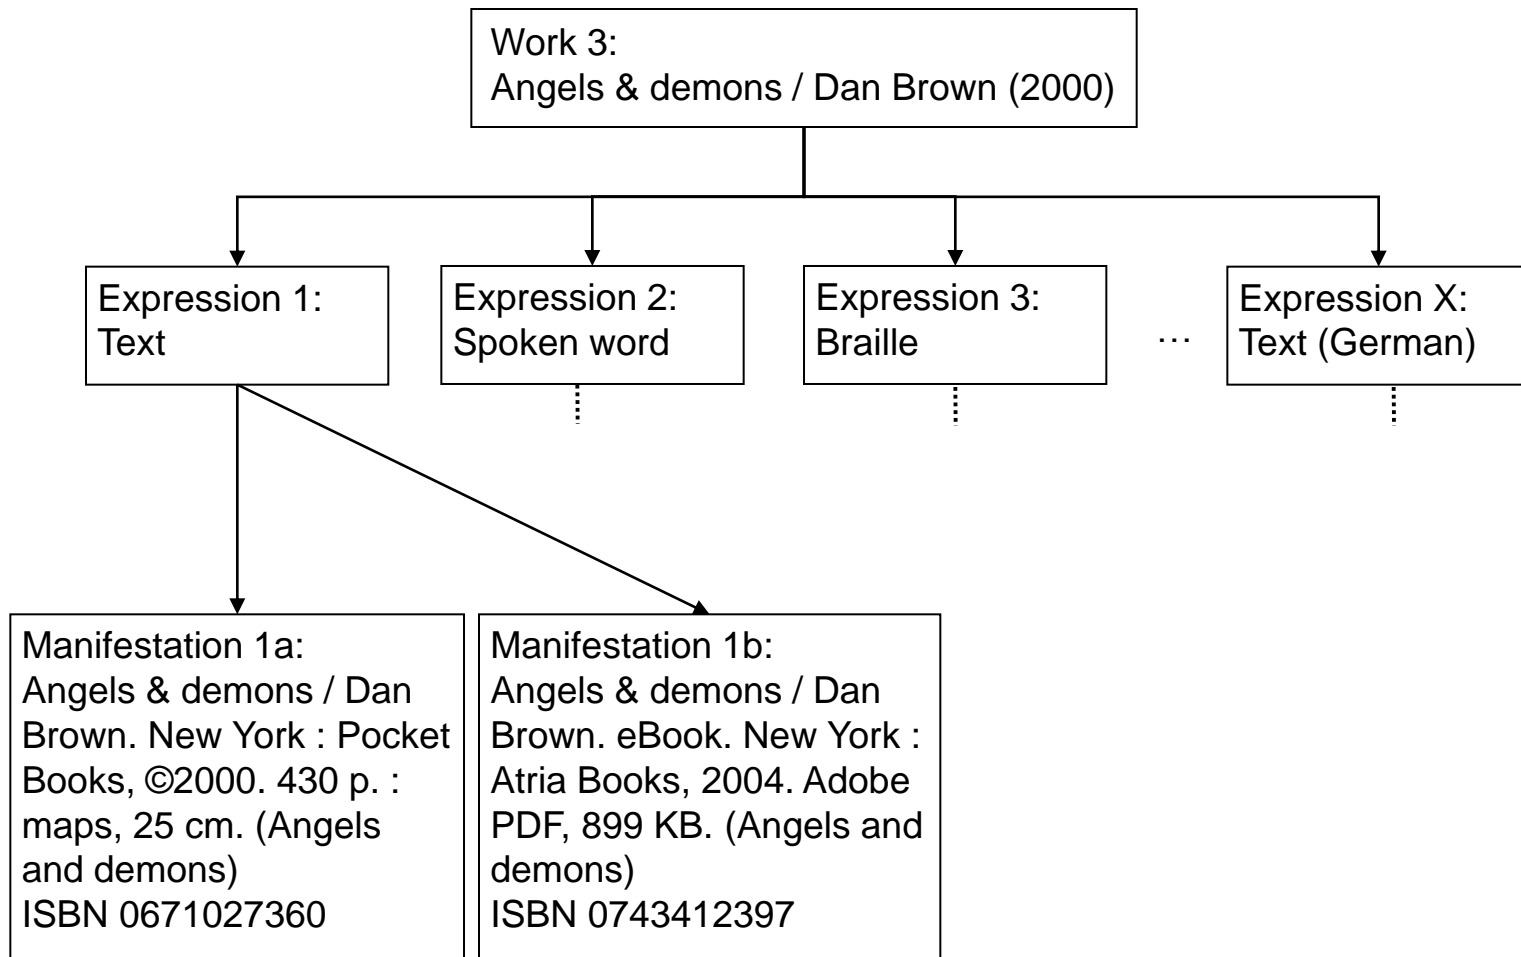 Work 3:
Angels & demons / Dan Brown (2000)
Expression 1:
Text
Expression 2:
Spoken word
Expression 3:
Braille
...
Expression X:
Text (German)
Manifestation 1a:
Angels & demons / Dan
Brown. New York : Pocket
Books, ©2000. 430 p. :
maps, 25 cm. (Angels
and demons)
ISBN 0671027360
Manifestation 1b:
Angels & demons / Dan
Brown. eBook. New York :
Atria Books, 2004. Adobe
PDF, 899 KB. (Angels and
demons)
ISBN 0743412397